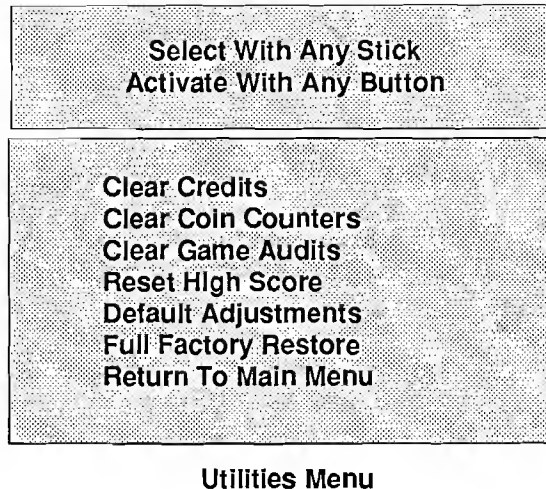 Select With Any Stick
Activate With Any Button
Clear Credits
Clear Coin Counters
Clear Game Audits
Reset High Score
Default Adjustments
Full Factory Restore
Return To Main Menu
Utilities Menu